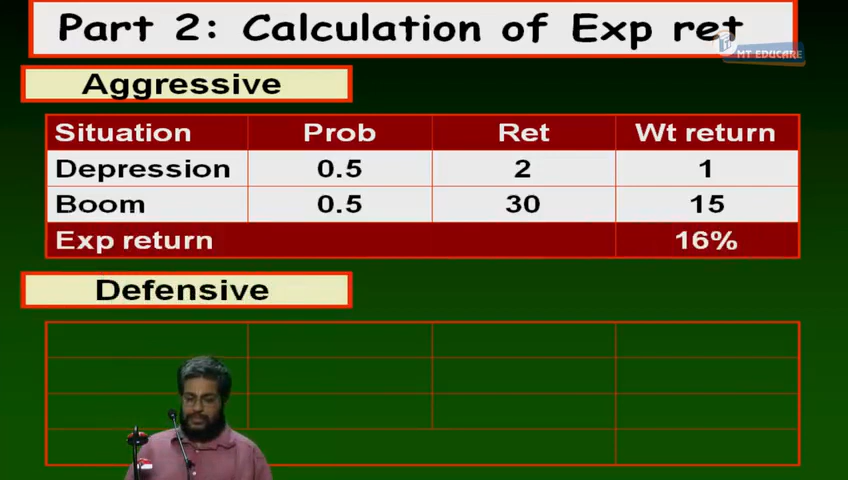 Part 2: Calculation of Exp ret
MT EDUCARE
Aggressive
Situation Prob Ret Wt return
Depression 0.5 2 1
Boom 0.5 30 15
Exp return 16%
Defensive